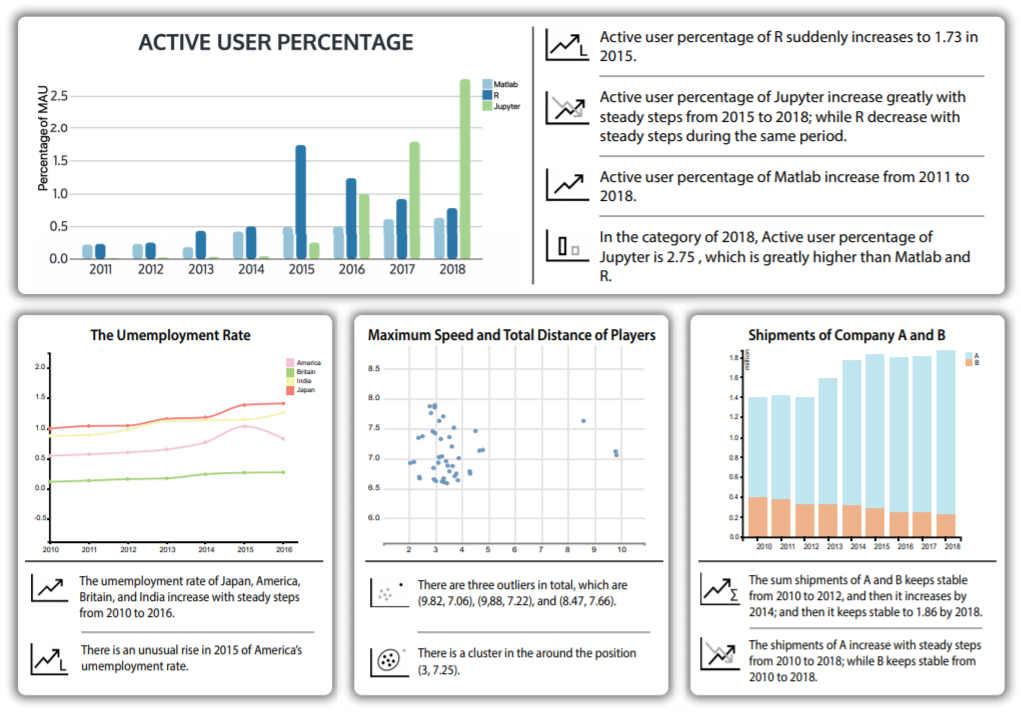 ACTIVE USER PERCENTAGE
Percentage of MAU
2.5
2.0
1.5
1.0
0.5
0.0
2011 2012 2013 2014 2015 2016 2017 2018
Matlab
R
Jupyter
Active user percentage of R suddenly increases to 1.73 in
2015.
Active user percentage of Jupyter increase greatly with
steady steps from 2015 to 2018; while R decrease with
steady steps during the same period.
Active user percentage of Matlab increase from 2011 to
2018.
In the category of 2018, Active user percentage of
Jupyter is 2.75 , which is greatly higher than Matlab and
R.
The Umemployment Rate
2.0
1.5
1.0
0.5
0.0
-0.5
2010 2011 2012 2013 2014 2015 2016
America
Britain
India
Japan
The umemployment rate of Japan, America,
Britain, and India increase with steady steps
from 2010 to 2016.
L
There is an unusual rise in 2015 of America's
umemployment rate.
Maximum Speed and Total Distance of Players
8.5
8.0
7.5
7.0
6.5
6.0
2 3 4 5 6 7 8 9 10
There are three outliers in total, which are
(9.82, 7.06), (9,88, 7.22), and (8.47, 7.66).
There is a cluster in the around the position
(3, 7.25).
Shipments of Company A and B
million
1.8
1.6
1.4
1.2
1.0
0.8
0.6
0.4
0.2
0.0
2010 2011 2012 2013 2014 2015 2016 2017 2018
A
B
Σ
The sum shipments of A and B keeps stable
from 2010 to 2012, and then it increases by
2014; and then it keeps stable to 1.86 by 2018.
The shipments of A increase with steady steps
from 2010 to 2018; while B keeps stable from
2010 to 2018.